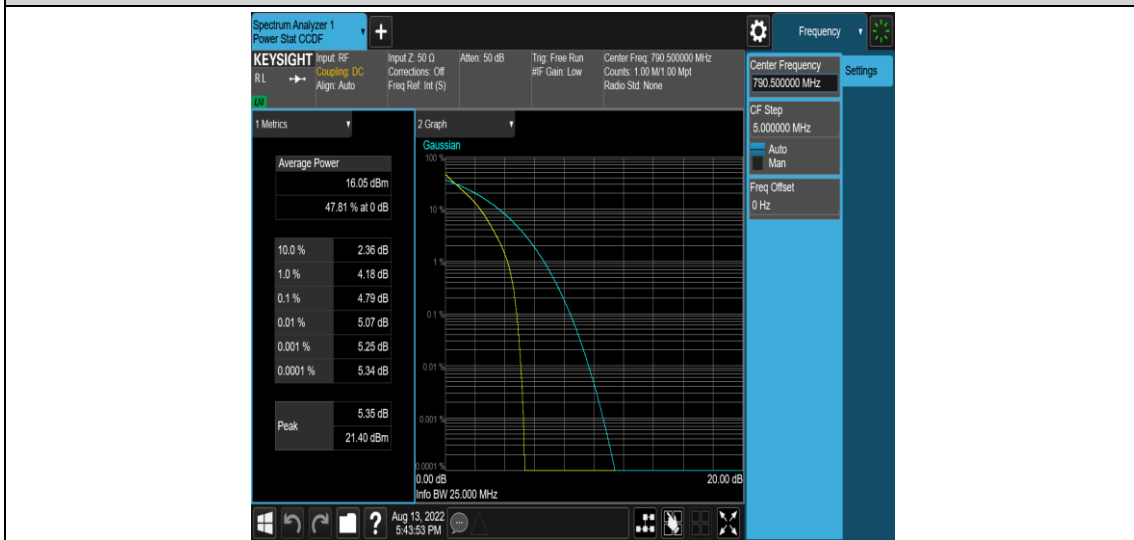 Spectrum Analyzer 1
Power Stat CCDF
+
Frequency
KEYSIGHT
RL
LXI
Input: RF
Coupling: DC
Align: Auto
Input Z: 50 Ω
Corrections: Off
Freq Ref: Int (S)
Atten: 50 dB
Trig: Free Run
#IF Gain: Low
Center Freq: 790.500000 MHz
Counts: 1.00 M/1.00 Mpt
Radio Std: None
Center Frequency
790.500000 MHz
Settings
CF Step
5.000000 MHz
Auto
Man
Freq Offset
0 Hz
1 Metrics
Average Power
16.05 dBm
47.81 % at 0 dB
10.0 % 2.36 dB
1.0 % 4.18 dB
0.1 % 4.79 dB
0.01 % 5.07 dB
0.001 % 5.25 dB
0.0001 % 5.34 dB
Peak
5.35 dB
21.40 dBm
2 Graph
Gaussian
100 %
10 %
1 %
0.1 %
0.01 %
0.001 %
0.0001 %
0.00 dB 20.00 dB
Info BW 25.000 MHz
?
Aug 13, 2022
5:43:53 PM